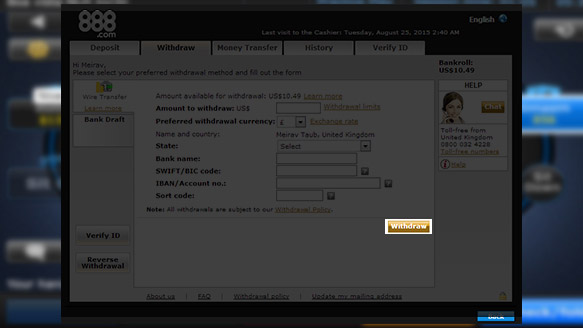 888
.com
English
Last visit to the Cashier: Tuesday, August 25, 2015 2:40 AM
Deposit
Withdraw
Money Transfer
History
Verify ID
Hi Meirav,
Please select your preferred withdrawal method and fill out the form
Bankroll:
US$10.49
Wire Transfer
Learn more
Bank Draft
Amount available for withdrawal: US$10.49 Learn more
Amount to withdraw: US$
Withdrawal limits
Preferred withdrawal currency: £
Exchange rate
Name and country:
Meirav Taub, United Kingdom
State:
Select
Bank name:
SWIFT/BIC code:
IBAN/Account no.:
Sort code:
Note: All withdrawals are subject to our Withdrawal Policy.
HELP
Chat
Toll-free from
United Kingdom
0800 032 4218
Toll-free numbers
Help
Withdraw
Verify ID
Reverse
Withdrawal
About us | FAQ | Withdrawal policy | Update my mailing address